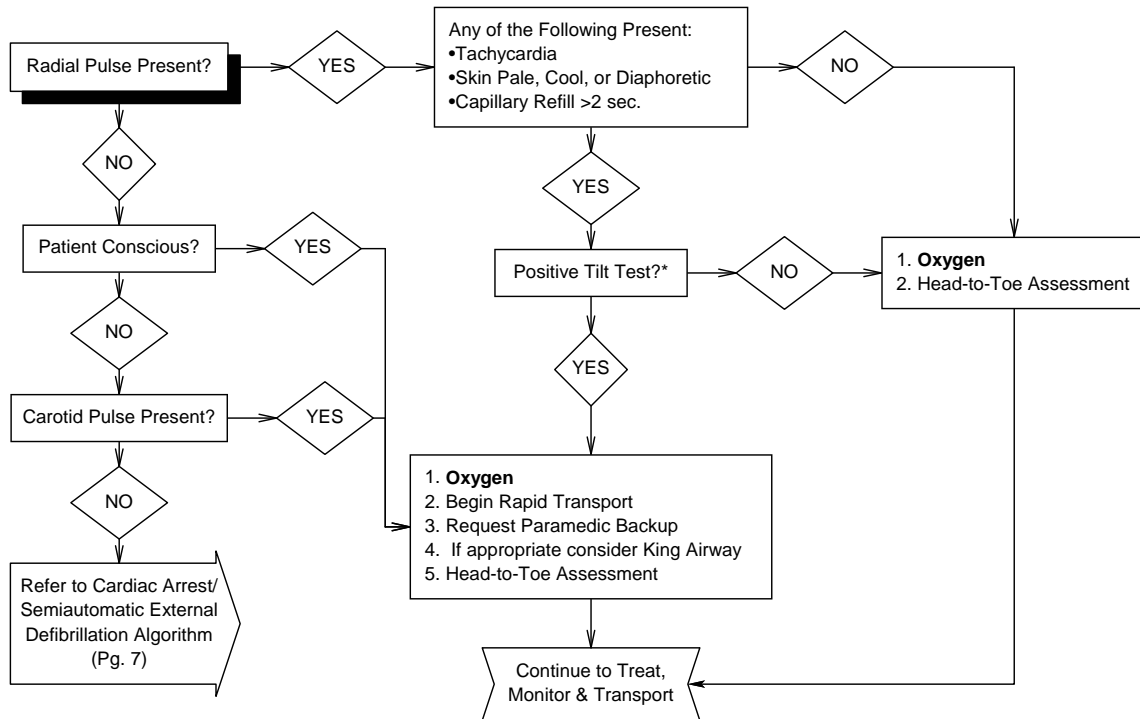 Radial Pulse Present?
YES
Any of the Following Present:
•Tachycardia
•Skin Pale, Cool, or Diaphoretic
•Capillary Refill >2 sec.
NO
NO
YES
Patient Conscious?
YES
Positive Tilt Test?*
NO
1. Oxygen
2. Head-to-Toe Assessment
NO
YES
Carotid Pulse Present?
YES
NO
1. Oxygen
2. Begin Rapid Transport
3. Request Paramedic Backup
4. If appropriate consider King Airway
5. Head-to-Toe Assessment
Refer to Cardiac Arrest/
Semiautomatic External
Defibrillation Algorithm
(Pg. 7)
Continue to Treat,
Monitor & Transport